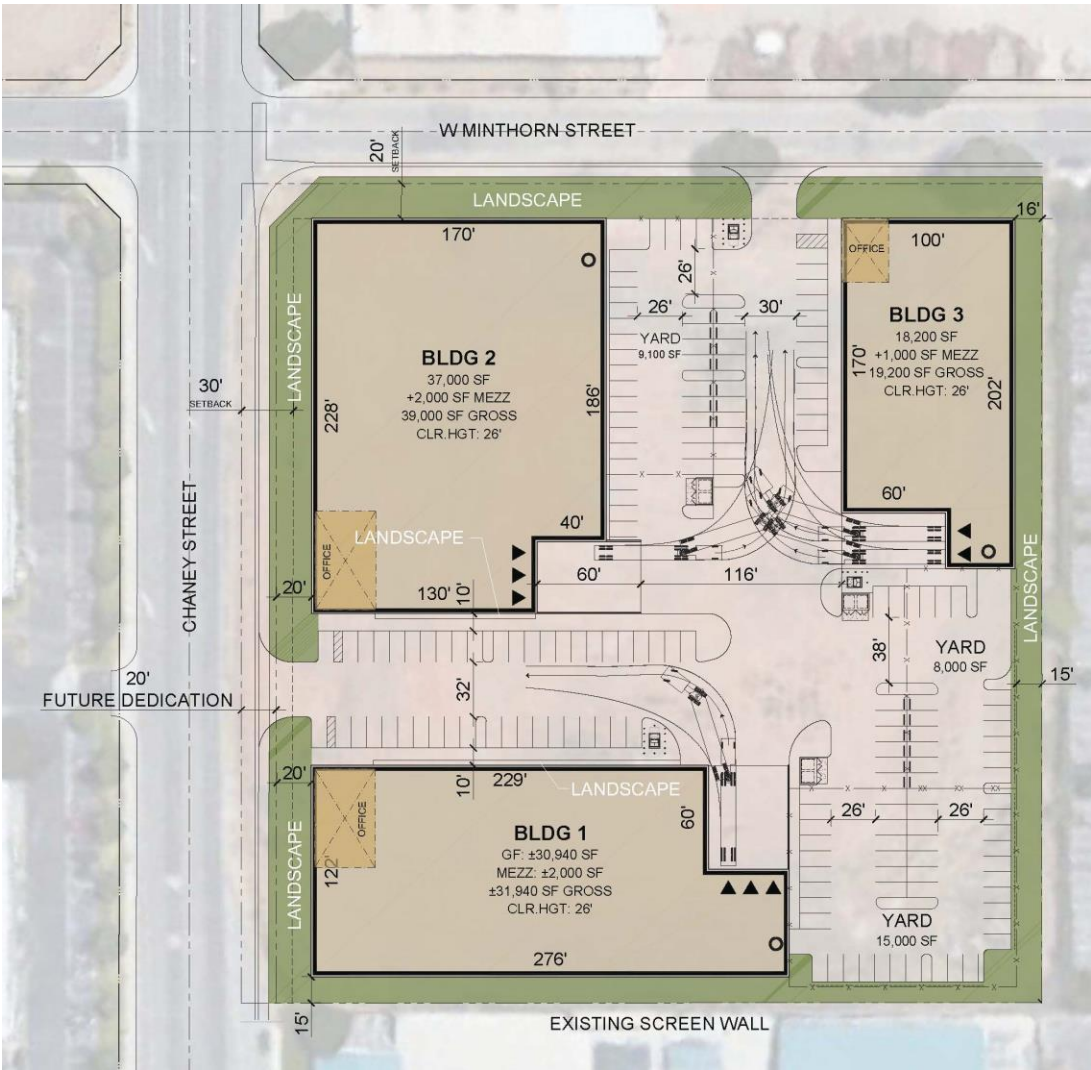 W MINTHORN STREET
20'
SETBACK
LANDSCAPE
16'
170'
OFFICE
100'
26'
26'
30'
YARD
9,100 SF
BLDG 3
18,200 SF
+1,000 SF MEZZ
19,200 SF GROSS
CLR.HGT: 26'
170'
202'
60'
LANDSCAPE
BLDG 2
37,000 SF
+2,000 SF MEZZ
39,000 SF GROSS
CLR.HGT: 26'
228'
186'
30'
SETBACK
CHANEY STREET
40'
LANDSCAPE
OFFICE
60'
116'
130'
10'
20'
LANDSCAPE
38'
YARD
8,000 SF
15'
20'
FUTURE DEDICATION
32'
20'
10'
229'
LANDSCAPE
60'
OFFICE
122'
BLDG 1
GF: ±30,940 SF
MEZZ: ±2,000 SF
±31,940 SF GROSS
CLR.HGT: 26'
LANDSCAPE
26'
26'
YARD
15,000 SF
276'
15'
EXISTING SCREEN WALL